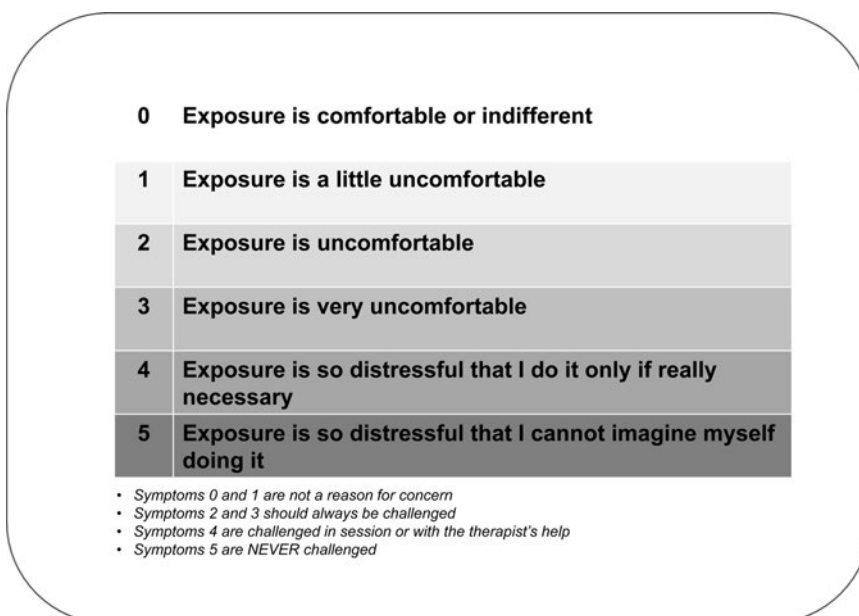 0 Exposure is comfortable or indifferent
1 Exposure is a little uncomfortable
2 Exposure is uncomfortable
3 Exposure is very uncomfortable
4 Exposure is so distressful that I do it only if really
necessary
5 Exposure is so distressful that I cannot imagine myself
doing it
• Symptoms 0 and 1 are not a reason for concern
• Symptoms 2 and 3 should always be challenged
• Symptoms 4 are challenged in session or with the therapist's help
• Symptoms 5 are NEVER challenged